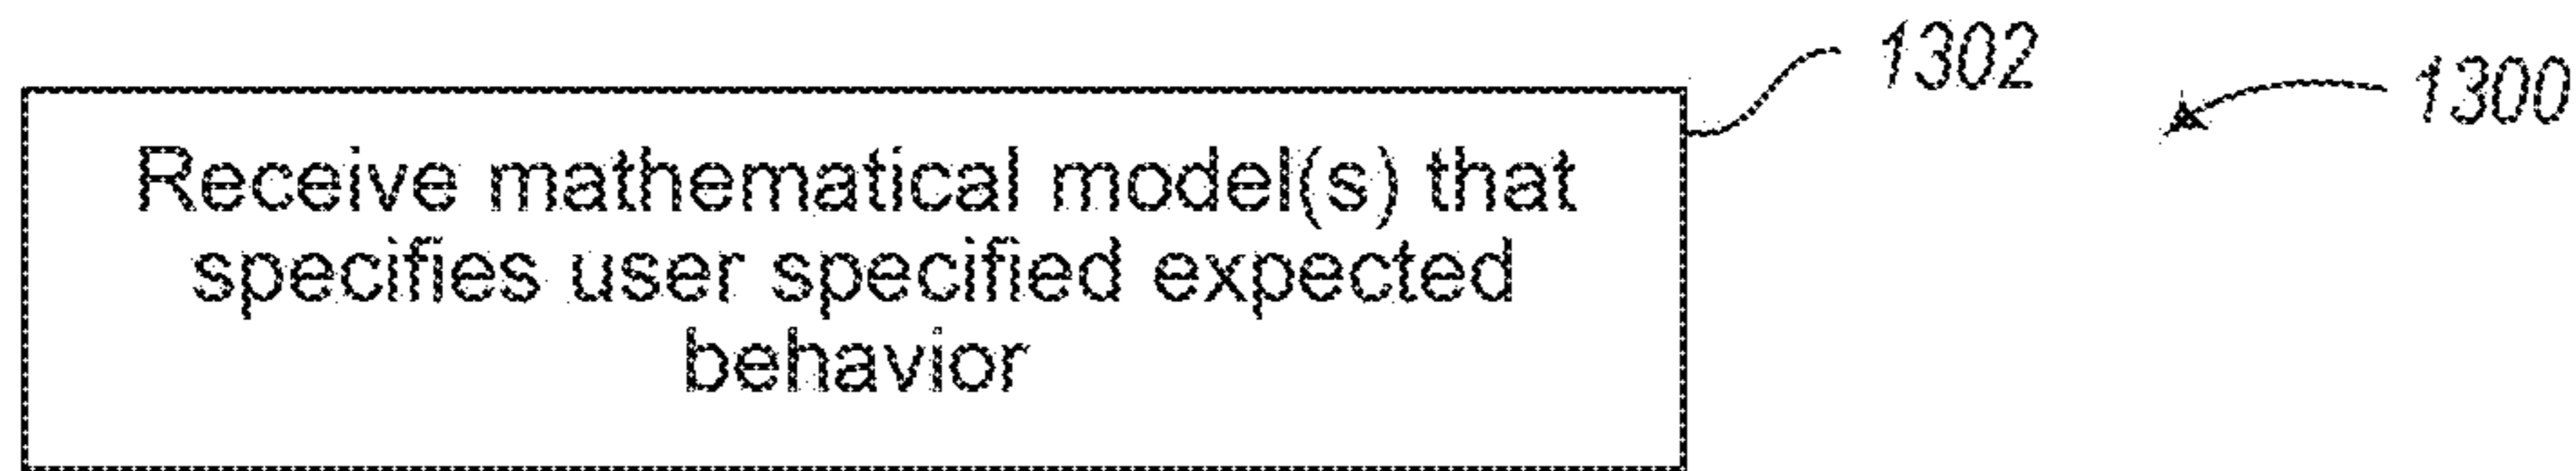 1302
1300
Receive mathematical model(s) that
specifies user specified expected
behavior